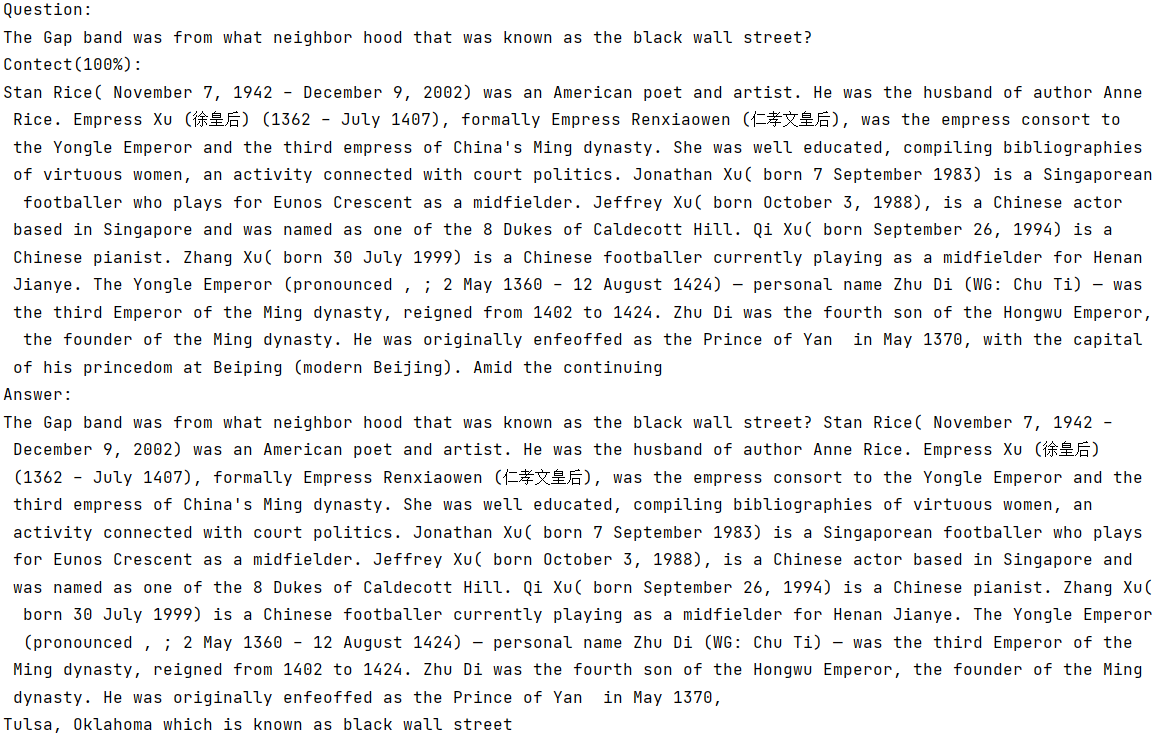 Question:
The Gap band was from what neighbor hood that was known as the black wall street?
Contect(100%):
Stan Rice( November 7, 1942 – December 9, 2002) was an American poet and artist. He was the husband of author Anne
Rice. Empress Xu (徐皇后) (1362 – July 1407), formally Empress Renxiaowen (仁孝文皇后), was the empress consort to
the Yongle Emperor and the third empress of China's Ming dynasty. She was well educated, compiling bibliographies
of virtuous women, an activity connected with court politics. Jonathan Xu( born 7 September 1983) is a Singaporean
footballer who plays for Eunos Crescent as a midfielder. Jeffrey Xu( born October 3, 1988), is a Chinese actor
based in Singapore and was named as one of the 8 Dukes of Caldecott Hill. Qi Xu( born September 26, 1994) is a
Chinese pianist. Zhang Xu( born 30 July 1999) is a Chinese footballer currently playing as a midfielder for Henan
Jianye. The Yongle Emperor (pronounced , ; 2 May 1360 – 12 August 1424) — personal name Zhu Di (WG: Chu Ti) — was
the third Emperor of the Ming dynasty, reigned from 1402 to 1424. Zhu Di was the fourth son of the Hongwu Emperor,
the founder of the Ming dynasty. He was originally enfeoffed as the Prince of Yan  in May 1370, with the capital
of his princedom at Beiping (modern Beijing). Amid the continuing
Answer:
The Gap band was from what neighbor hood that was known as the black wall street? Stan Rice( November 7, 1942 –
December 9, 2002) was an American poet and artist. He was the husband of author Anne Rice. Empress Xu (徐皇后)
(1362 – July 1407), formally Empress Renxiaowen (仁孝文皇后), was the empress consort to the Yongle Emperor and the
third empress of China's Ming dynasty. She was well educated, compiling bibliographies of virtuous women, an
activity connected with court politics. Jonathan Xu( born 7 September 1983) is a Singaporean footballer who plays
for Eunos Crescent as a midfielder. Jeffrey Xu( born October 3, 1988), is a Chinese actor based in Singapore and
was named as one of the 8 Dukes of Caldecott Hill. Qi Xu( born September 26, 1994) is a Chinese pianist. Zhang Xu(
born 30 July 1999) is a Chinese footballer currently playing as a midfielder for Henan Jianye. The Yongle Emperor
(pronounced , ; 2 May 1360 – 12 August 1424) — personal name Zhu Di (WG: Chu Ti) — was the third Emperor of the
Ming dynasty, reigned from 1402 to 1424. Zhu Di was the fourth son of the Hongwu Emperor, the founder of the Ming
dynasty. He was originally enfeoffed as the Prince of Yan  in May 1370,
Tulsa, Oklahoma which is known as black wall street